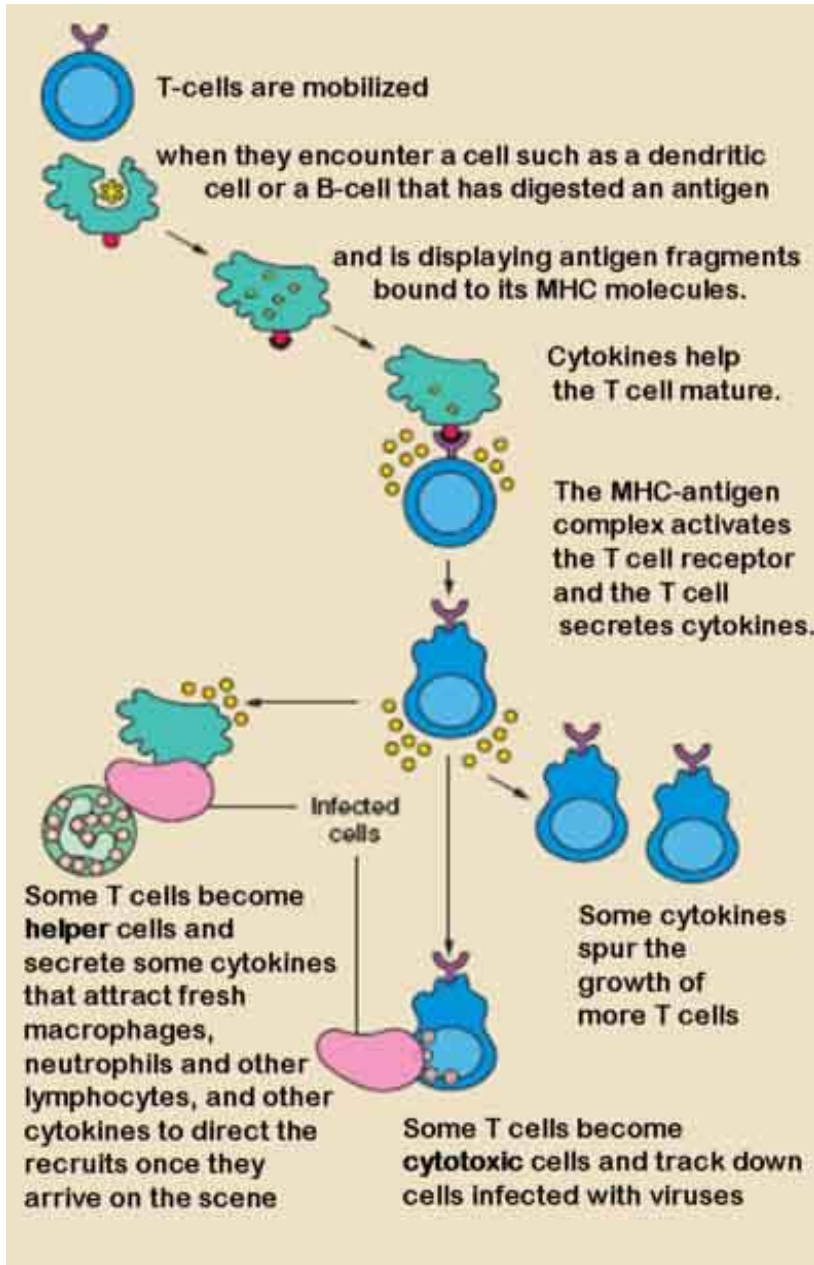 T-cells are mobilized
when they encounter a cell such as a dendritic
cell or a B-cell that has digested an antigen
and is displaying antigen fragments
bound to its MHC molecules.
Cytokines help
the T cell mature.
The MHC-antigen
complex activates
the T cell receptor
and the T cell
secretes cytokines.
Infected
cells
Some T cells become
helper cells and
secrete some cytokines
that attract fresh
macrophages,
neutrophils and other
lymphocytes, and other
cytokines to direct the
recruits once they
arrive on the scene
Some cytokines
spur the
growth of
more T cells
Some T cells become
cytotoxic cells and track down
cells infected with viruses